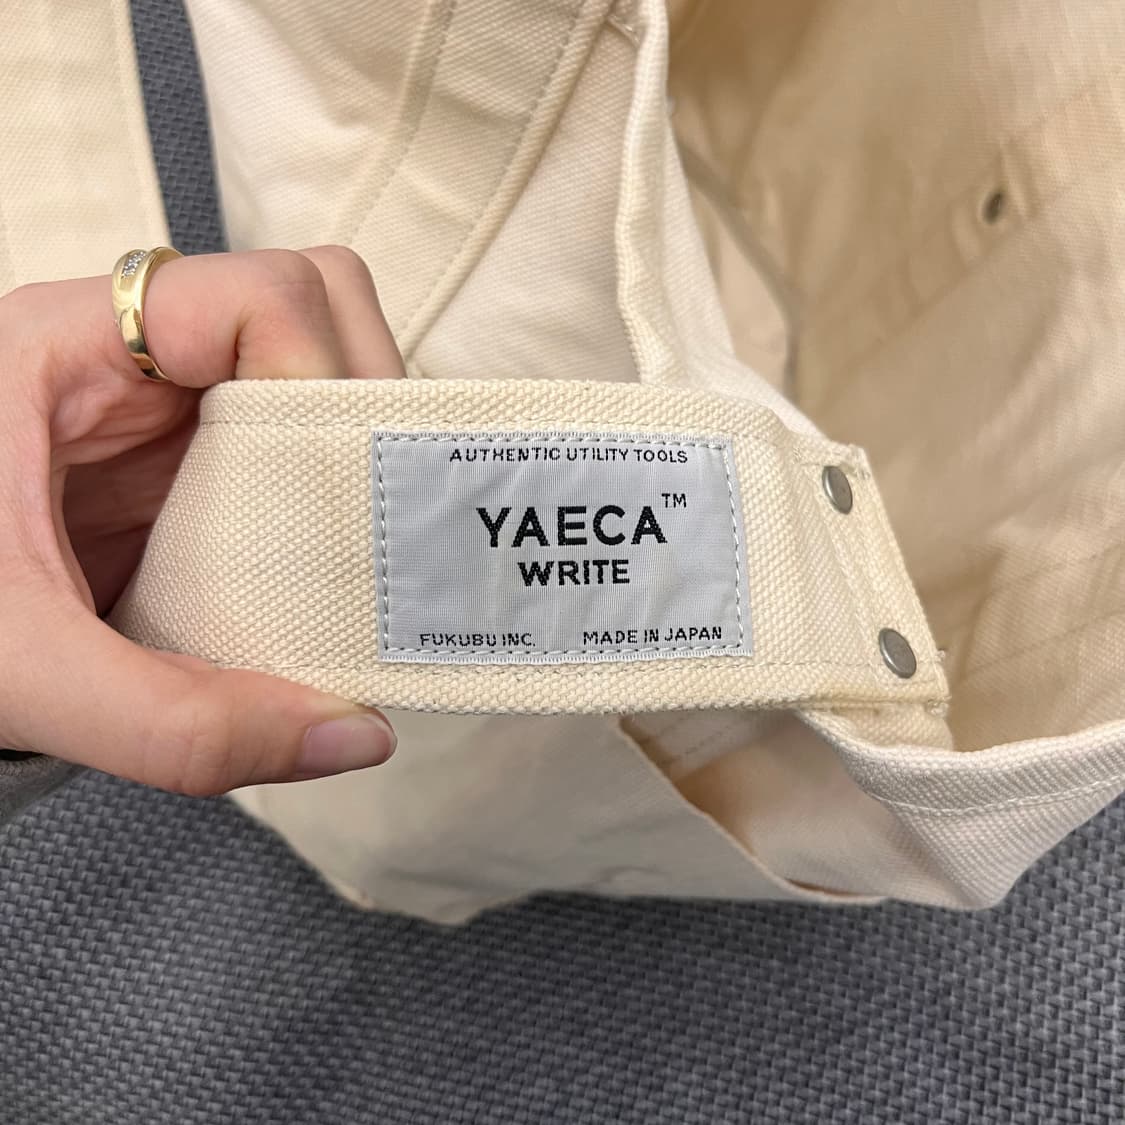 AUTHENTIC UTILITY TOOLS
YAECA™
WRITE
FUKUBU INC. MADE IN JAPAN